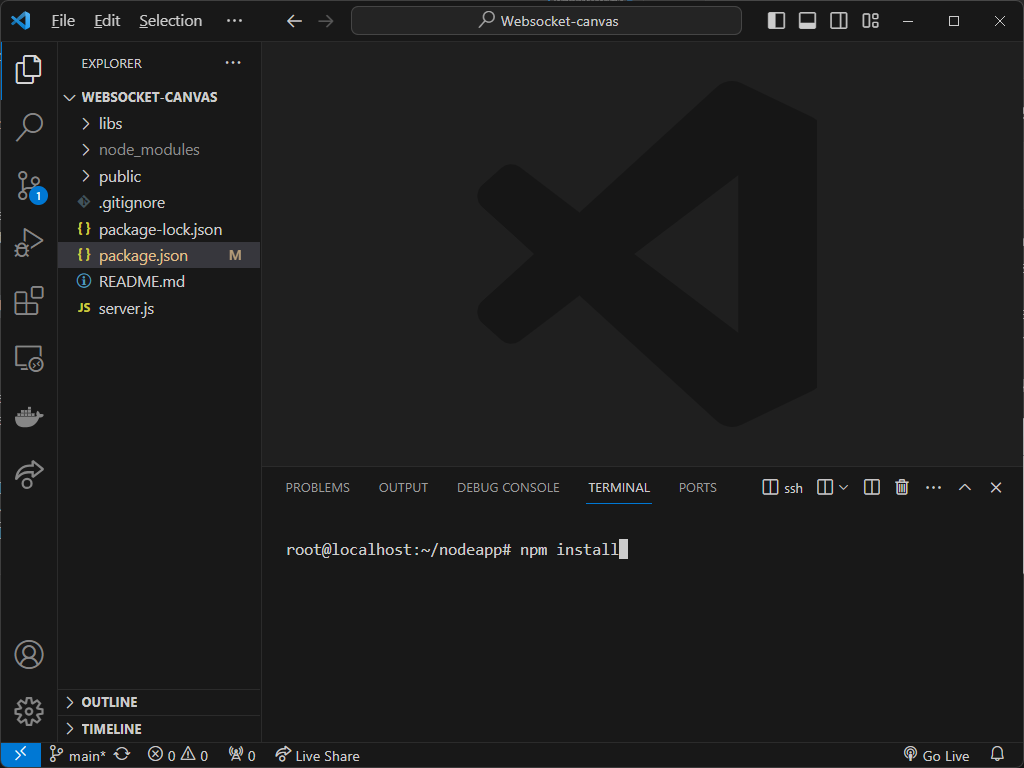 File Edit Selection ··· Websocket-canvas
EXPLORER ···
WEBSOCKET-CANVAS
libs
node_modules
public
.gitignore
{} package-lock.json
{} package.json M
README.md
JS server.js
1
PROBLEMS OUTPUT DEBUG CONSOLE TERMINAL PORTS ssh ···
root@localhost:~/nodeapp# npm install
OUTLINE
TIMELINE
main* 0 0 0 Live Share Go Live